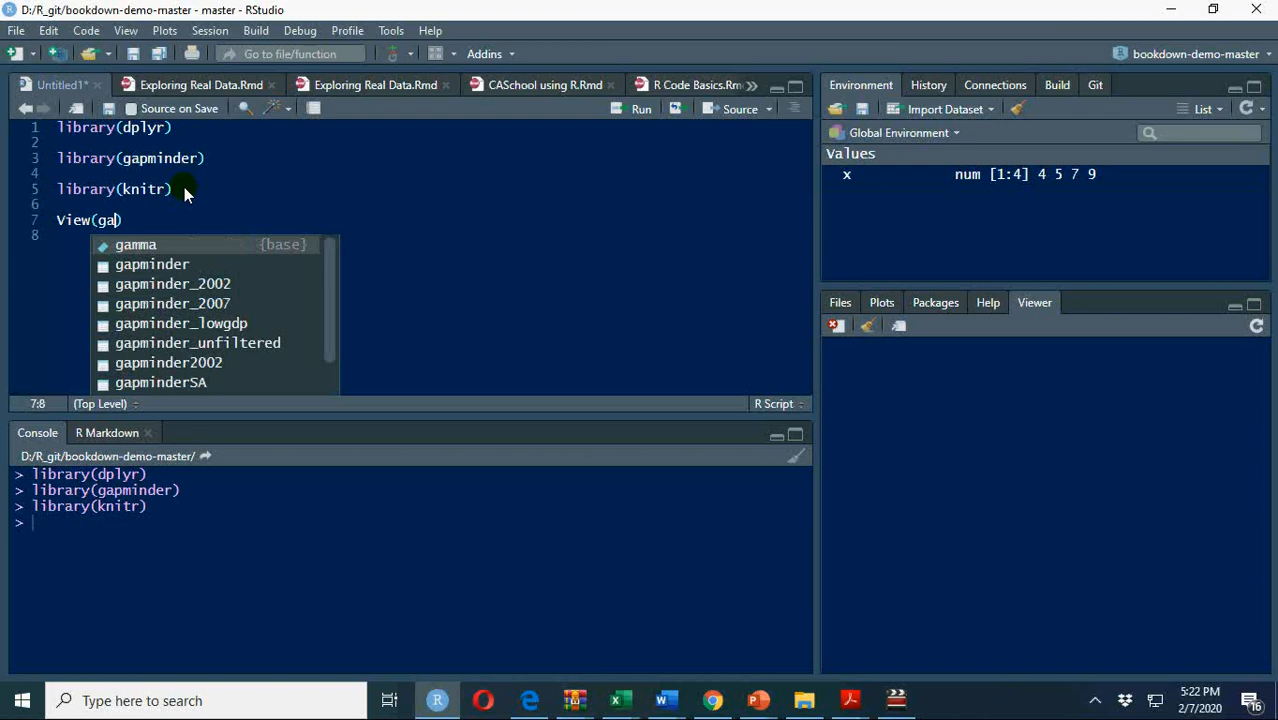 D:/R_git/bookdown-demo-master - master - RStudio
File Edit Code View Plots Session Build Debug Profile Tools Help
Go to file/function Addins bookdown-demo-master
Untitled1* Exploring Real Data.Rmd Exploring Real Data.Rmd CASchool using R.Rmd R Code Basics.Rm
Source on Save Run Source
1 library(dplyr)
2
3 library(gapminder)
4
5 library(knitr)
6
7 View(ga)
8
gamma {base}
gapminder
gapminder_2002
gapminder_2007
gapminder_lowgdp
gapminder_unfiltered
gapminder2002
gapminderSA
7:8 (Top Level) R Script
Console R Markdown
D:/R_git/bookdown-demo-master/
> library(dplyr)
> library(gapminder)
> library(knitr)
>
Environment History Connections Build Git
Import Dataset List
Global Environment
Values
x num [1:4] 4 5 7 9
Files Plots Packages Help Viewer
Type here to search
5:22 PM
2/7/2020
16